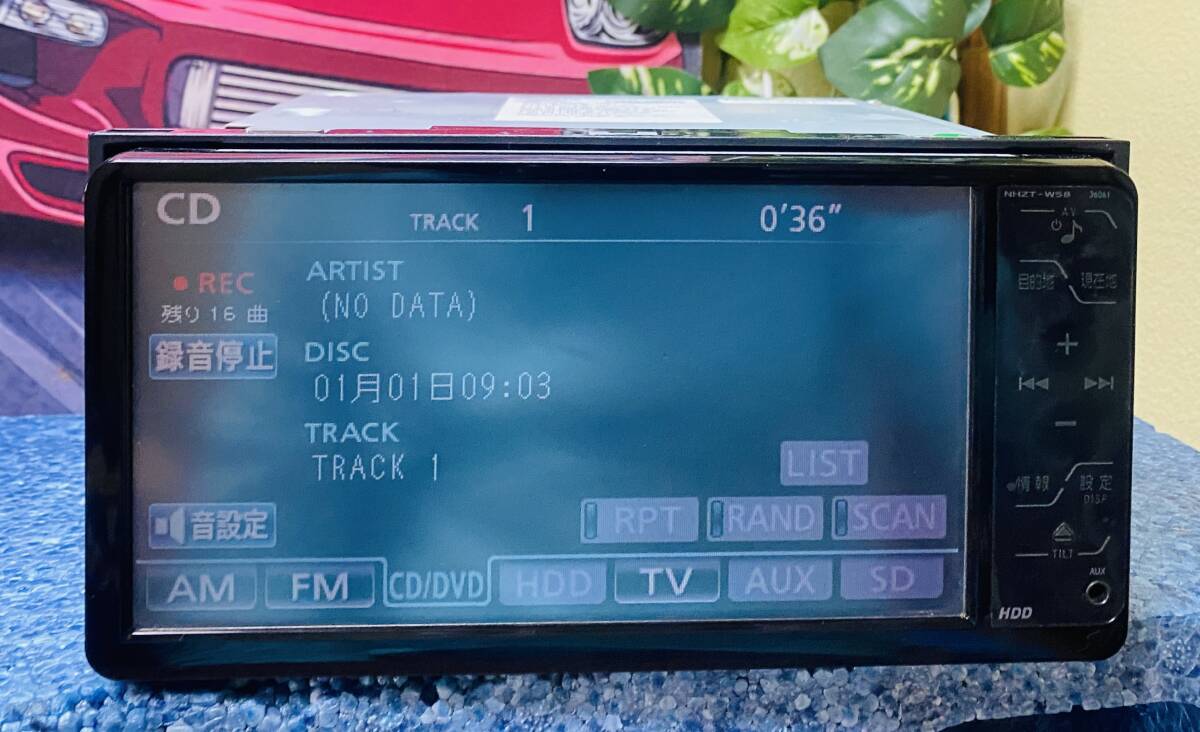 CD
TRACK 1 0'36”
● REC
残り 16 曲
録音停止
ARTIST
(NO DATA)
DISC
01月01日09:03
TRACK
TRACK 1
LIST
音設定
RPT RAND SCAN
AM FM CD/DVD HDD TV AUX SD
NHZT-W58 36061
AV
目的地 現在地
+
−
情報 設定
DISP
TILT
AUX
HDD